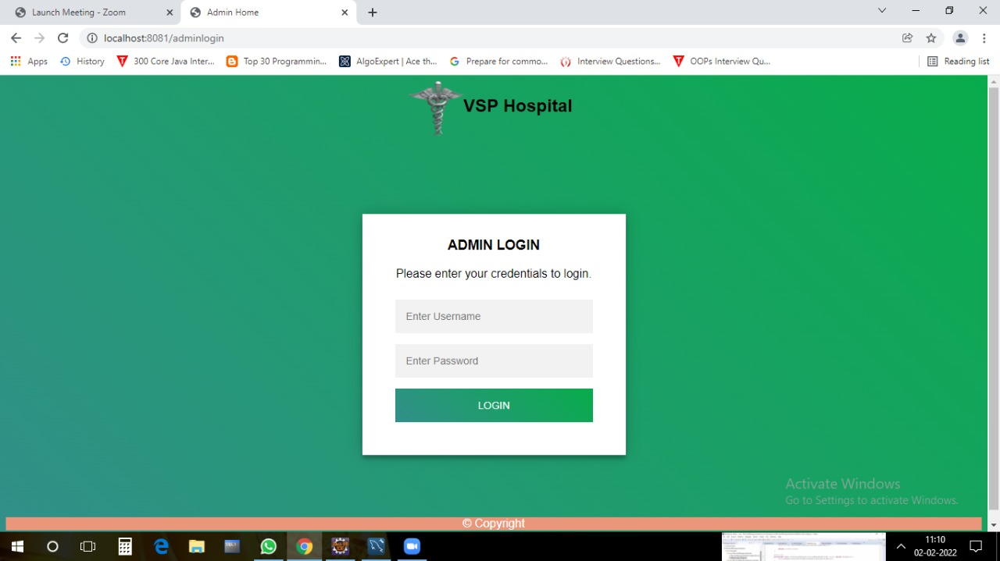 Launch Meeting - Zoom
Admin Home
localhost:8081/adminlogin
Apps
History
300 Core Java Inter...
Top 30 Programmin...
AlgoExpert | Ace th...
Prepare for commo...
Interview Questions...
OOPs Interview Qu...
Reading list
VSP Hospital
ADMIN LOGIN
Please enter your credentials to login.
Enter Username
Enter Password
LOGIN
Activate Windows
Go to Settings to activate Windows.
© Copyright
02-02-2022